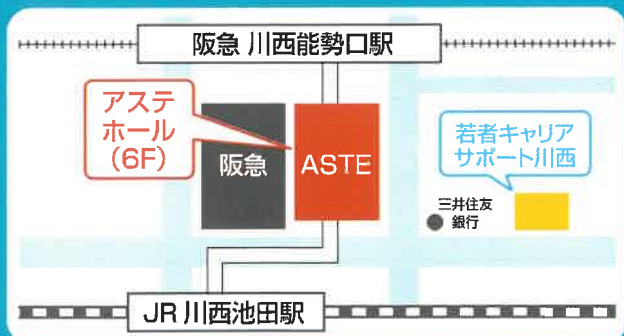 阪急 川西能勢口駅
アステ
ホール
(6F)
阪急
ASTE
若者キャリア
サポート川西
三井住友
銀行
JR 川西池田駅